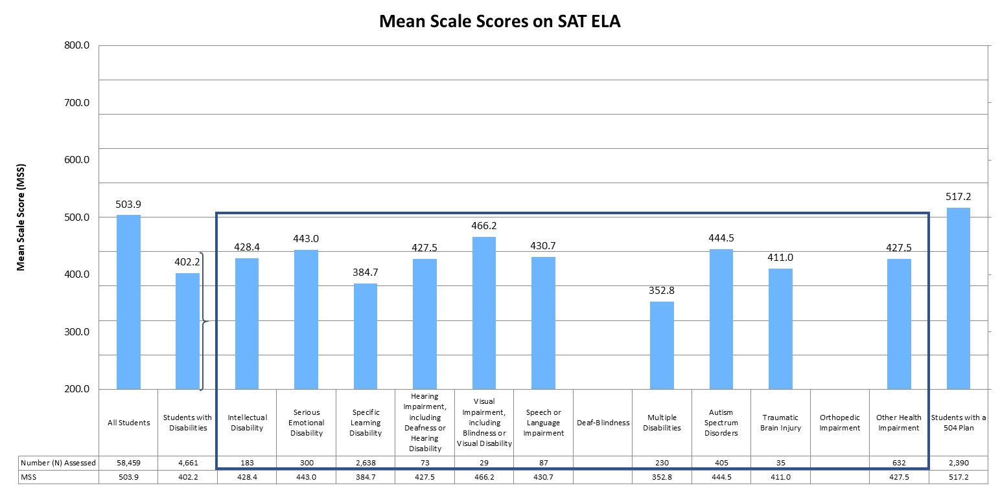 Mean Scale Scores on SAT ELA
Mean Scale Score (MSS)
800.0
700.0
600.0
500.0
400.0
300.0
200.0
503.9
402.2
428.4
443.0
384.7
427.5
466.2
430.7
352.8
444.5
411.0
427.5
517.2
All Students
Students with
Disabilities
Intellectual
Disability
Serious
Emotional
Disability
Specific
Learning
Disability
Hearing
Impairment,
including
Deafness or
Hearing
Disability
Visual
Impairment,
including
Blindness or
Visual Disability
Speech or
Language
Impairment
Deaf-Blindness
Multiple
Disabilities
Autism
Spectrum
Disorders
Traumatic
Brain Injury
Orthopedic
Impairment
Other Health
Impairment
Students with a
504 Plan
Number (N) Assessed 58,459 4,661 183 300 2,638 73 29 87 230 405 35 632 2,390
MSS 503.9 402.2 428.4 443.0 384.7 427.5 466.2 430.7 352.8 444.5 411.0 427.5 517.2